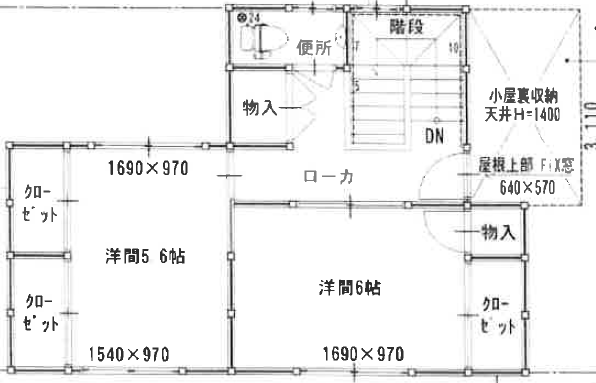 24
階段
便所
7
10
5
物入
DN
小屋裏収納
天井H=1400
3,110
屋根上部 FiX窓
640×570
ローカ
1690×970
クロー
ゼット
洋間5.6帖
クロー
ゼット
1540×970
洋間6帖
1690×970
物入
クロー
ゼット